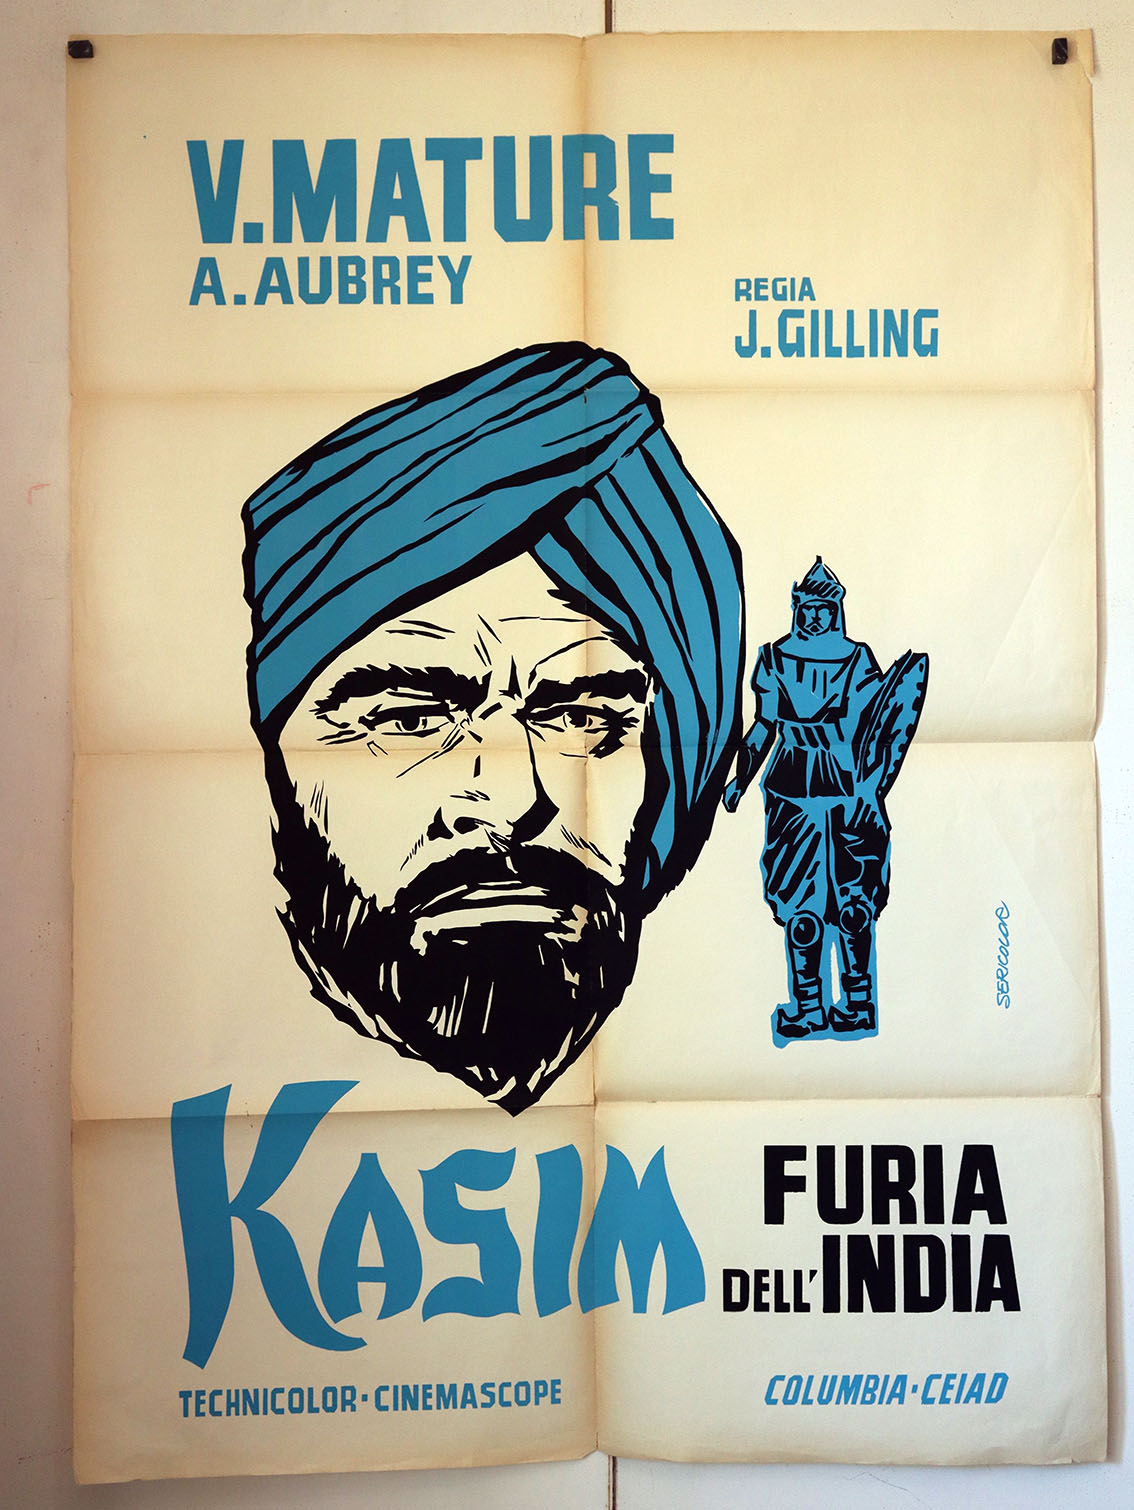 V.MATURE
A.AUBREY
REGIA
J.GILLING
SERICOLOR
KASIM
FURIA
DELL'INDIA
TECHNICOLOR·CINEMASCOPE
COLUMBIA·CEIAD